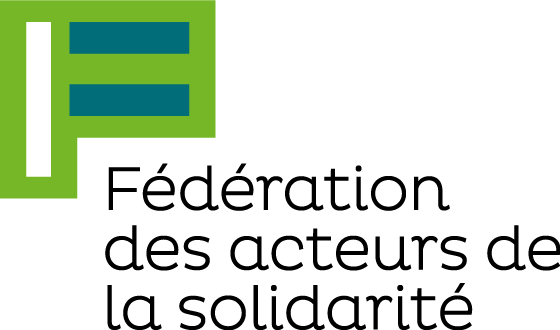 Fédération
des acteurs de
la solidarité